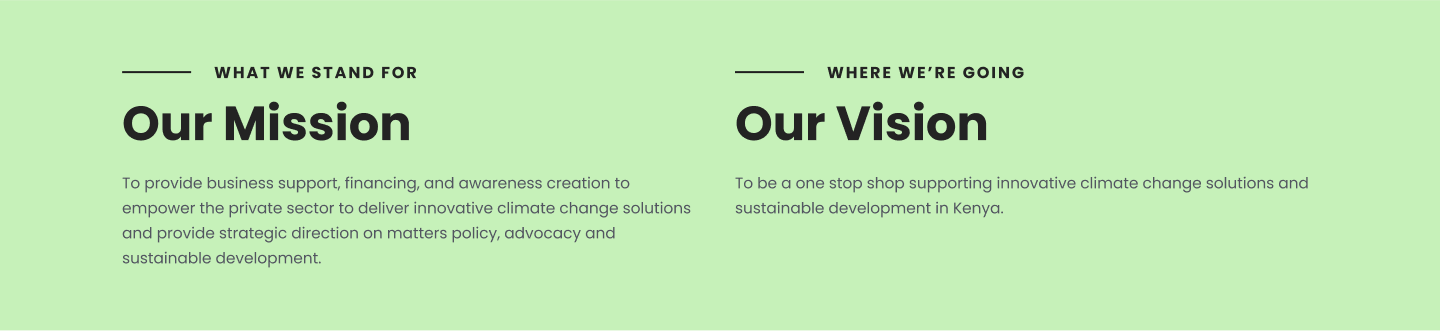 WHAT WE STAND FOR
Our Mission
To provide business support, financing, and awareness creation to
empower the private sector to deliver innovative climate change solutions
and provide strategic direction on matters policy, advocacy and
sustainable development.
WHERE WE’RE GOING
Our Vision
To be a one stop shop supporting innovative climate change solutions and
sustainable development in Kenya.